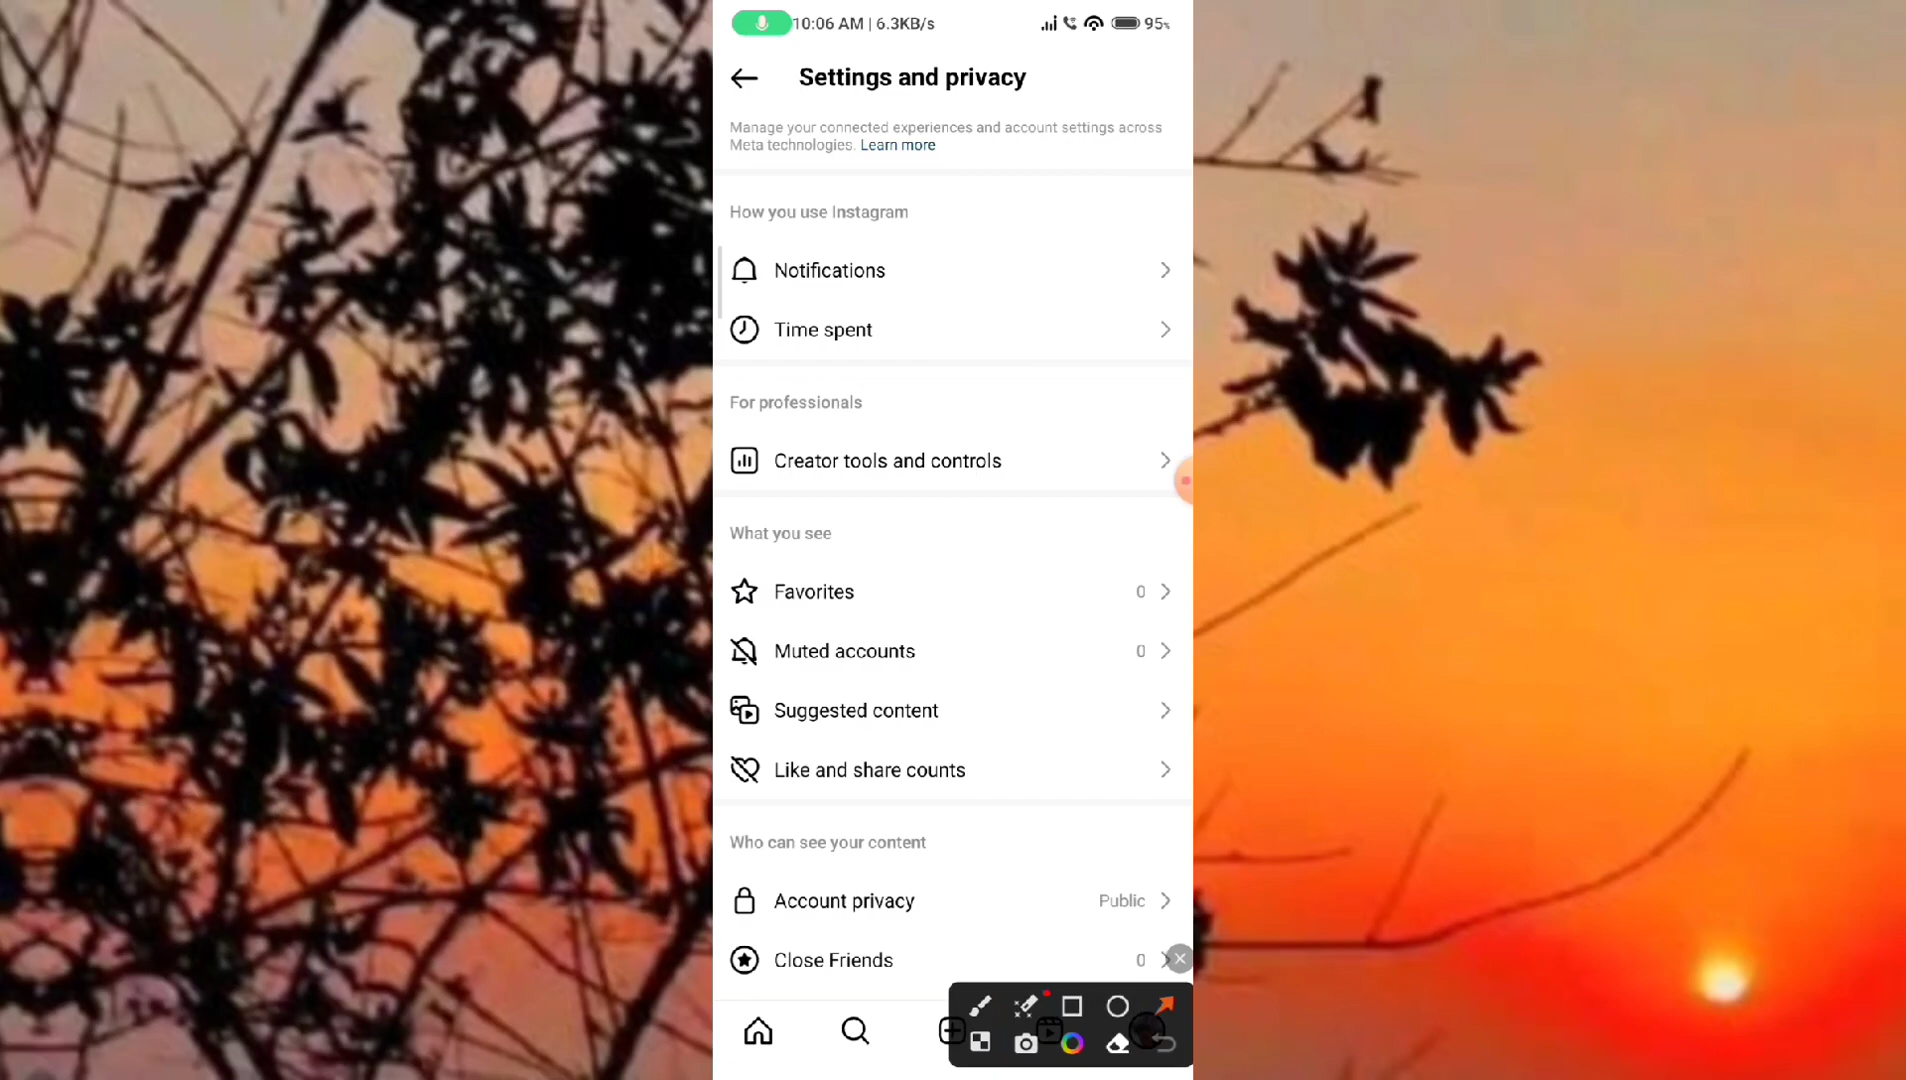 10:06 AM | 6.3KB/s 95%
Settings and privacy
Manage your connected experiences and account settings across
Meta technologies. Learn more
How you use Instagram
Notifications
Time spent
For professionals
Creator tools and controls
What you see
Favorites 0
Muted accounts 0
Suggested content
Like and share counts
Who can see your content
Account privacy Public
Close Friends 0